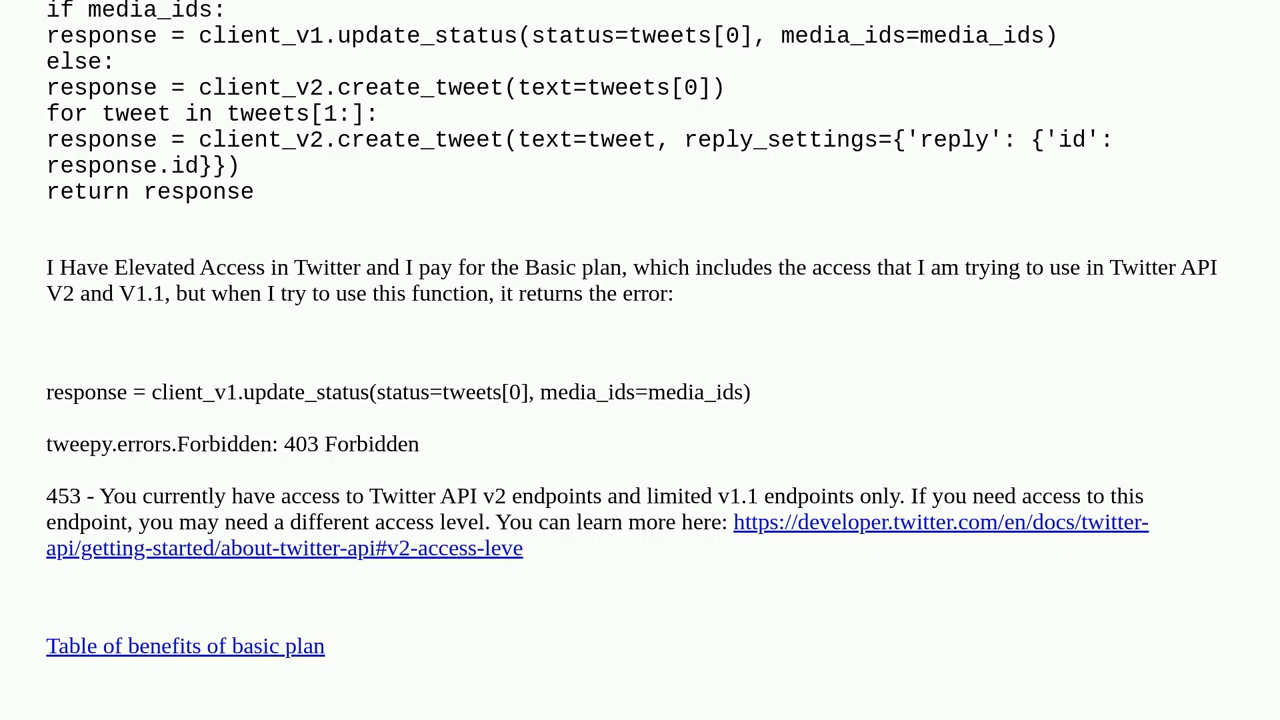 if media_ids:
response = client_v1.update_status(status=tweets[0], media_ids=media_ids)
else:
response = client_v2.create_tweet(text=tweets[0])
for tweet in tweets[1:]:
response = client_v2.create_tweet(text=tweet, reply_settings={'reply': {'id':
response.id}})
return response
I Have Elevated Access in Twitter and I pay for the Basic plan, which includes the access that I am trying to use in Twitter API
V2 and V1.1, but when I try to use this function, it returns the error:
response = client_v1.update_status(status=tweets[0], media_ids=media_ids)
tweepy.errors.Forbidden: 403 Forbidden
453 - You currently have access to Twitter API v2 endpoints and limited v1.1 endpoints only. If you need access to this
endpoint, you may need a different access level. You can learn more here: https://developer.twitter.com/en/docs/twitter-
api/getting-started/about-twitter-api#v2-access-leve
Table of benefits of basic plan